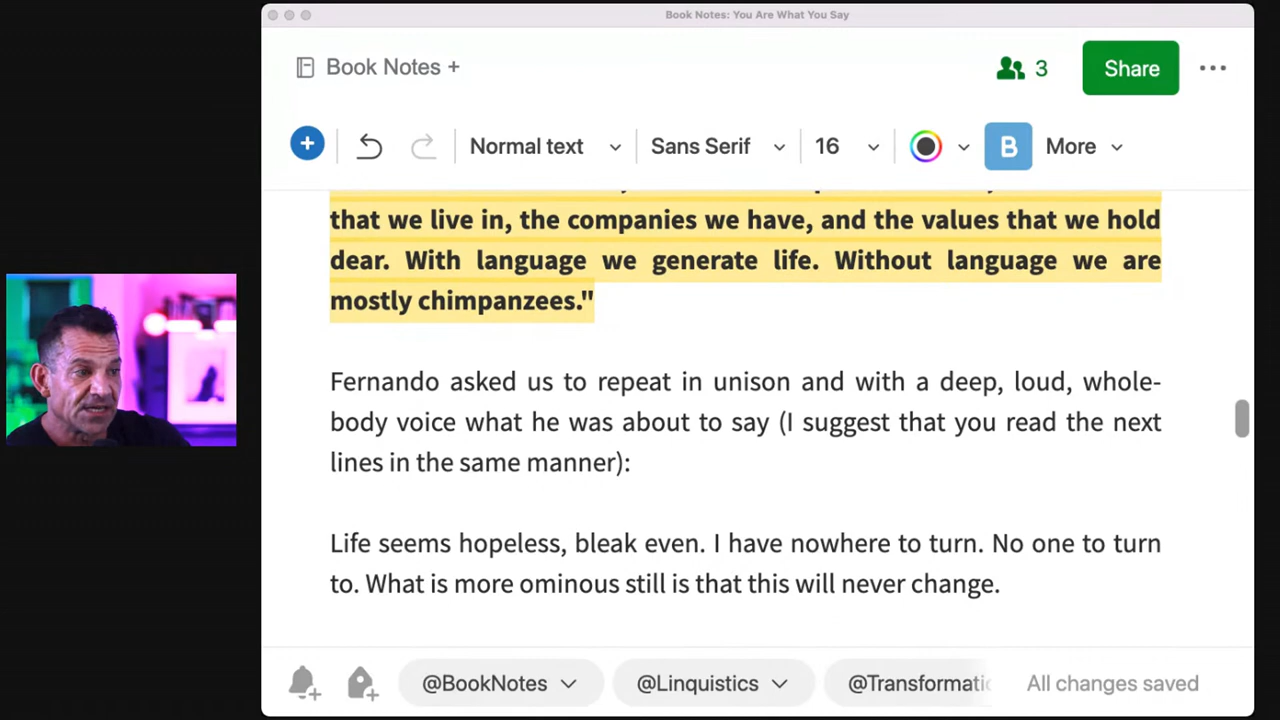 Book Notes: You Are What You Say
Book Notes +
3
Share
Normal text
Sans Serif
16
B
More
that we live in, the companies we have, and the values that we hold
dear. With language we generate life. Without language we are
mostly chimpanzees."
Fernando asked us to repeat in unison and with a deep, loud, whole-
body voice what he was about to say (I suggest that you read the next
lines in the same manner):
Life seems hopeless, bleak even. I have nowhere to turn. No one to turn
to. What is more ominous still is that this will never change.
@BookNotes
@Linquistics
@Transformatic
All changes saved